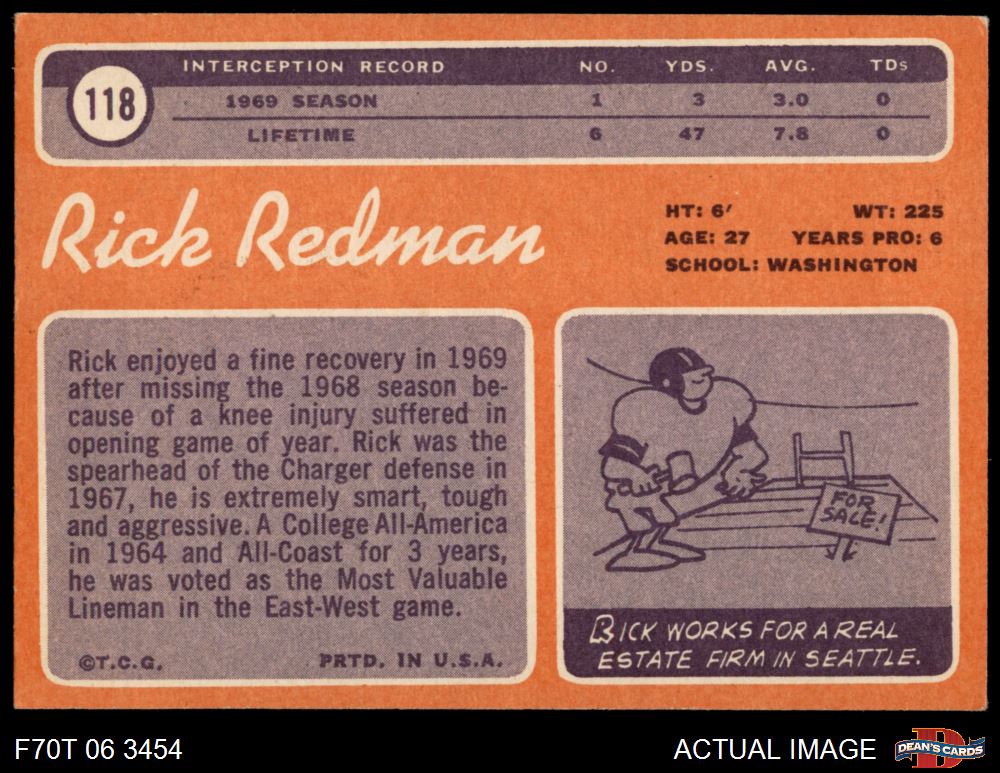 118
INTERCEPTION RECORD NO. YDS. AVG. TDs
1969 SEASON 1 3 3.0 0
LIFETIME 6 47 7.8 0
Rick Redman
HT: 6′ WT: 225
AGE: 27 YEARS PRO: 6
SCHOOL: WASHINGTON
Rick enjoyed a fine recovery in 1969
after missing the 1968 season be-
cause of a knee injury suffered in
opening game of year. Rick was the
spearhead of the Charger defense in
1967, he is extremely smart, tough
and aggressive. A College All-America
in 1964 and All-Coast for 3 years,
he was voted as the Most Valuable
Lineman in the East-West game.
©T.C.G. PRTD. IN U.S.A.
FOR
SALE!
RICK WORKS FOR A REAL
ESTATE FIRM IN SEATTLE.
F70T 06 3454 ACTUAL IMAGE
D
DEAN'S CARDS